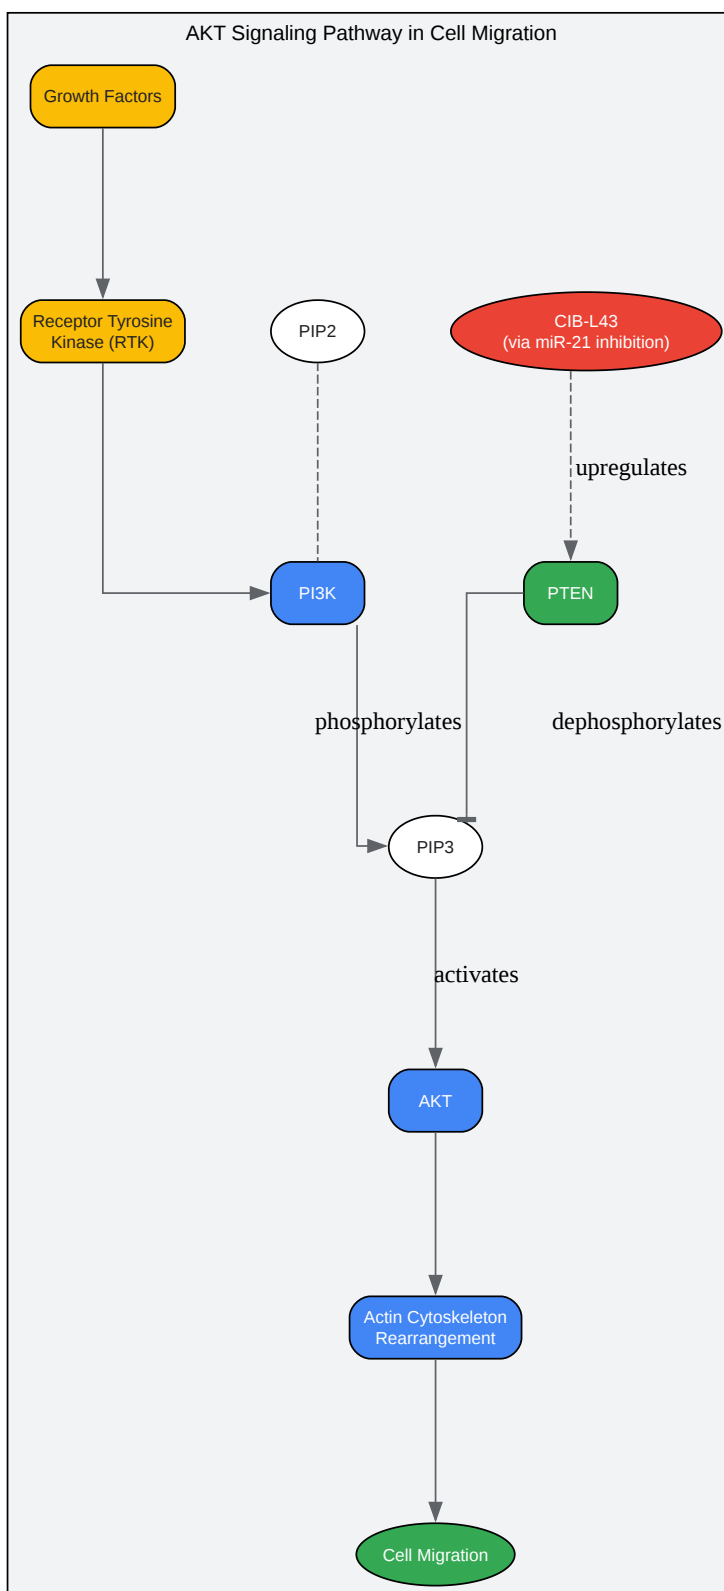 AKT Signaling Pathway in Cell Migration
Growth Factors
Receptor Tyrosine
Kinase (RTK)
PIP2
CIB-L43
(via miR-21 inhibition)
upregulates
PI3K
PTEN
phosphorylates
dephosphorylates
PIP3
activates
AKT
Actin Cytoskeleton
Rearrangement
Cell Migration